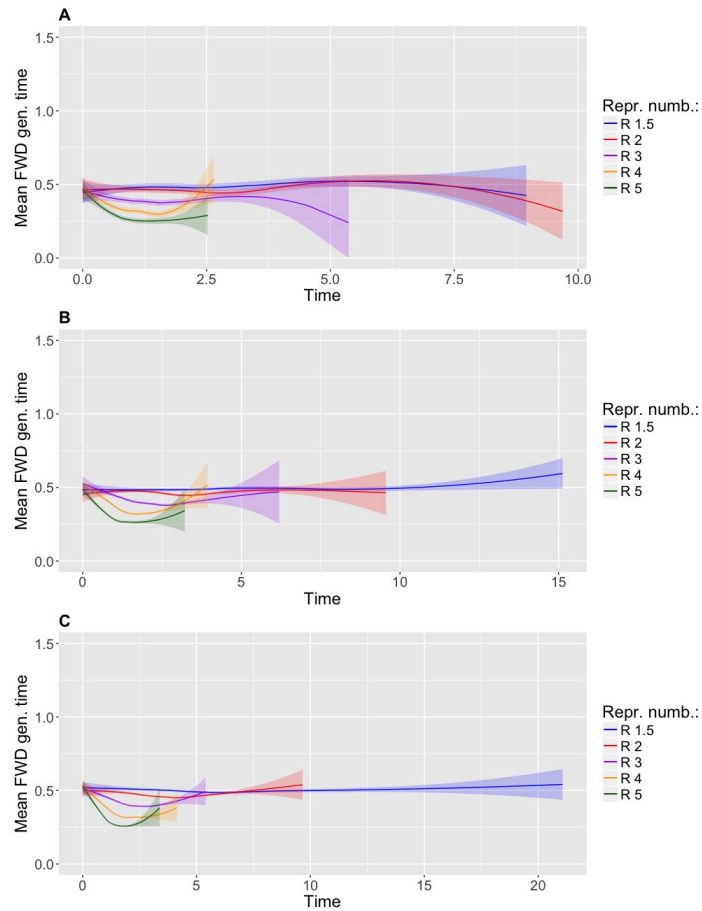 A
1.5
1.0
0.5
0.0
Mean FWD gen. time
0.0 2.5 5.0 7.5 10.0
Time
Repr. numb.:
R 1.5
R 2
R 3
R 4
R 5
B
1.5
1.0
0.5
0.0
Mean FWD gen. time
0 5 10 15
Time
Repr. numb.:
R 1.5
R 2
R 3
R 4
R 5
C
1.5
1.0
0.5
0.0
Mean FWD gen. time
0 5 10 15 20
Time
Repr. numb.:
R 1.5
R 2
R 3
R 4
R 5